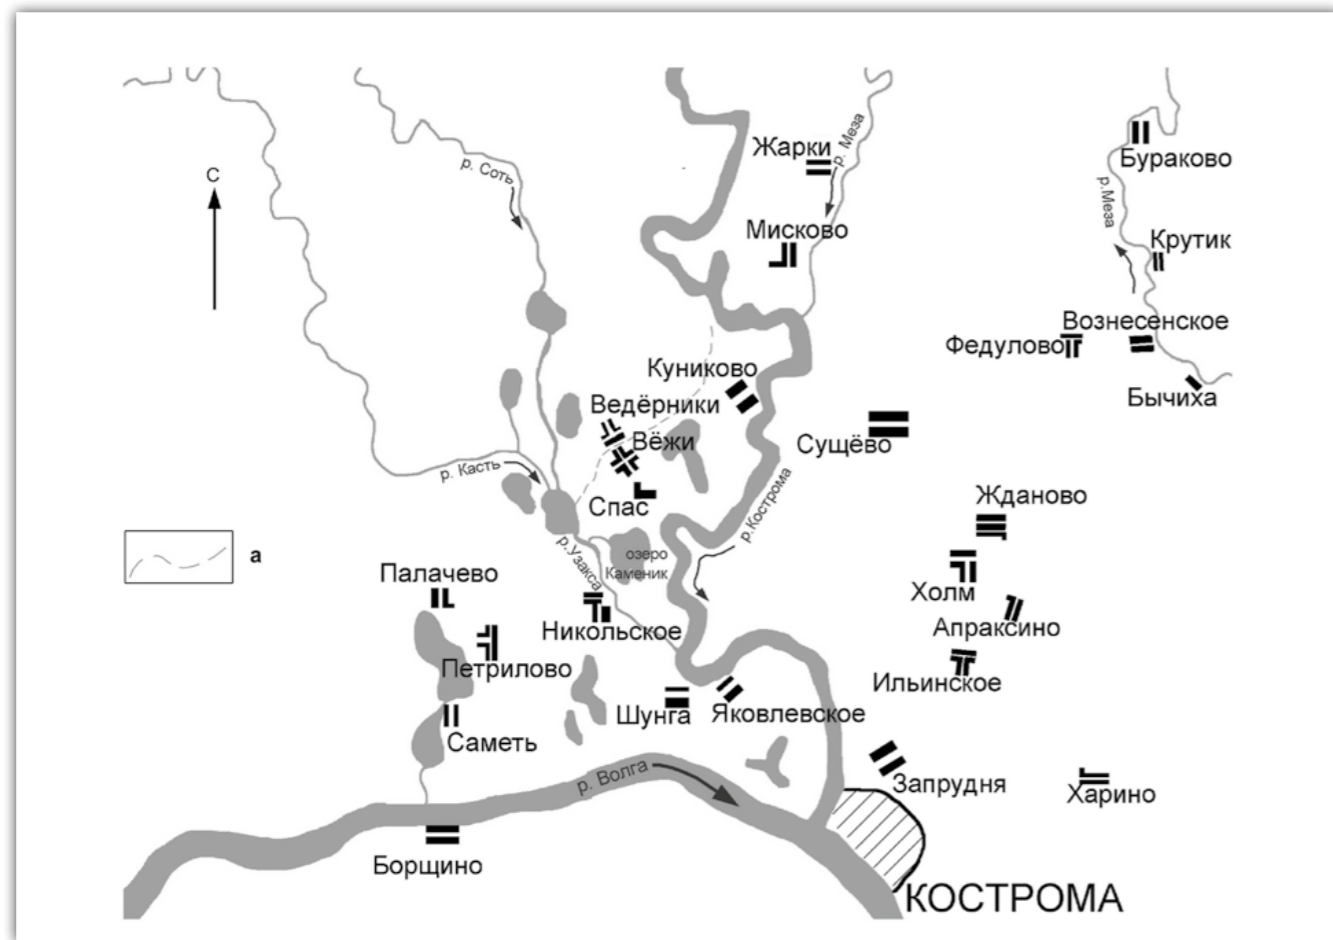 Жарки
р. Меза
Бураково
р. Соть
С
р.Меза
Мисково
Крутик
Вознесенское
Федулово
Куниково
Бычиха
Ведёрники
Вёжи
Сущёво
р. Касть
Жданово
Спас
р.Кострома
а
р.Узакса
озеро
Каменик
Палачево
Холм
Никольское
Апраксино
Петрилово
Ильинское
Шунга
Яковлевское
Саметь
р. Волга
Запрудня
Харино
Борщино
КОСТРОМА